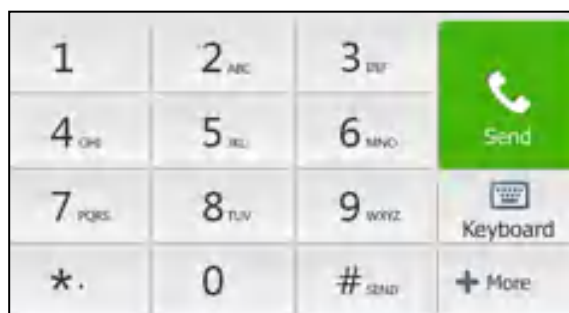 1 2 ABC 3 DEF
4 GHI 5 JKL 6 MNO Send
7 PQRS 8 TUV 9 WXYZ Keyboard
*. 0 # SEND + More